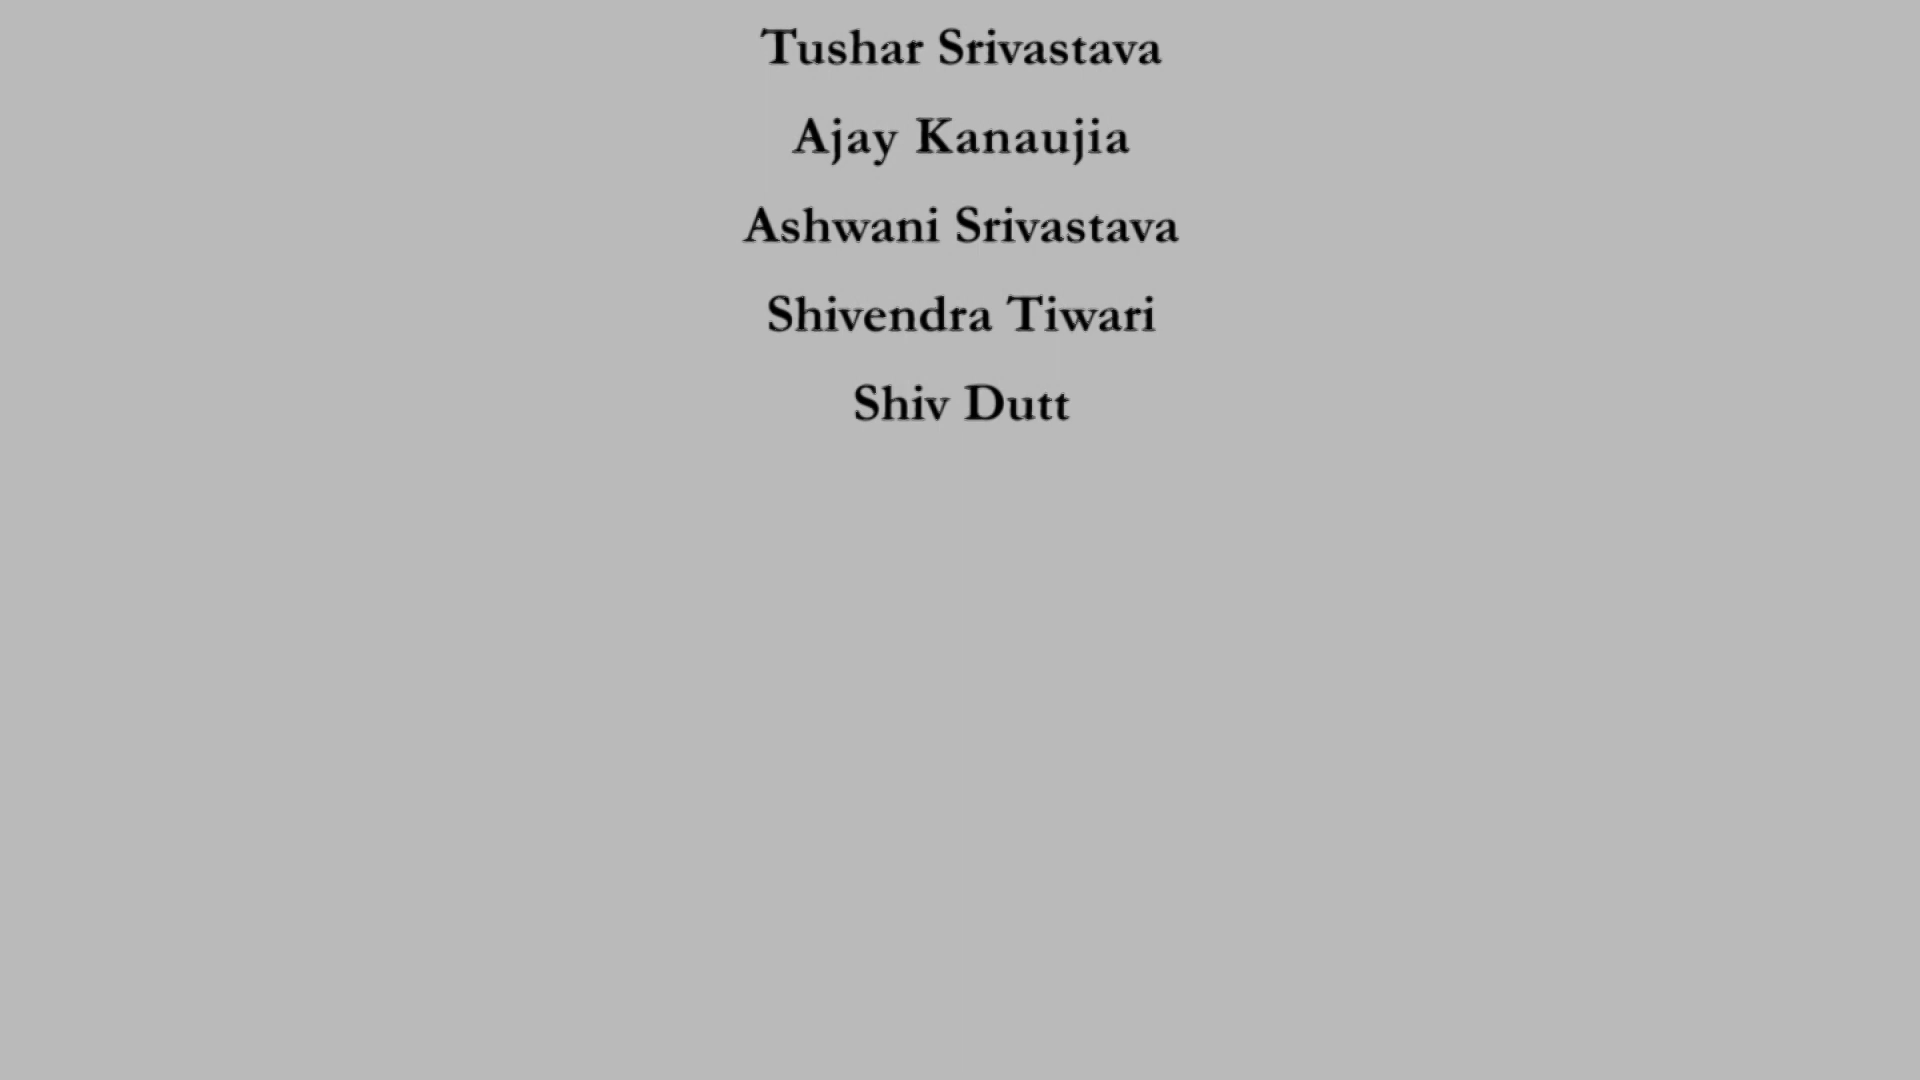 Tushar Srivastava
Ajay Kanaujia
Ashwani Srivastava
Shivendra Tiwari
Shiv Dutt